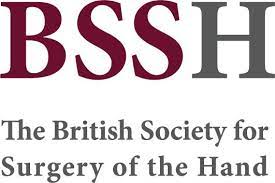 BSSH
The British Society for
Surgery of the Hand